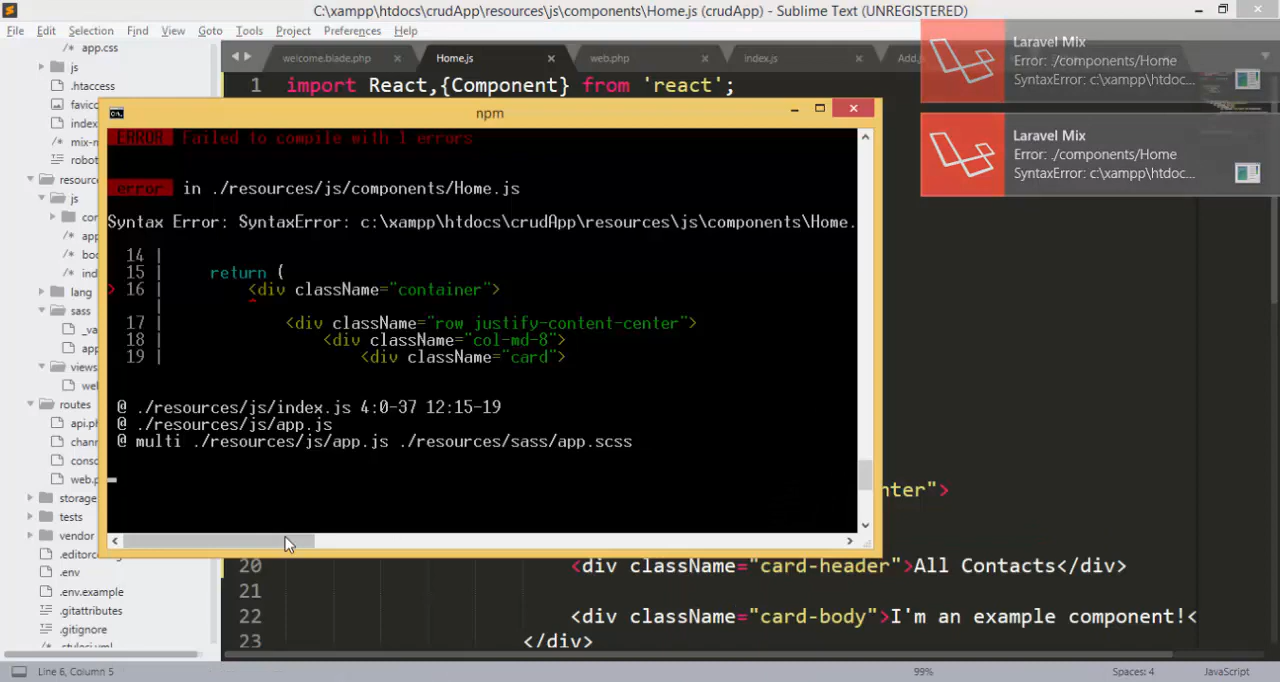 C:\xampp\htdocs\crudApp\resources\js\components\Home.js (crudApp) - Sublime Text (UNREGISTERED)
File Edit Selection Find View Goto Tools Project Preferences Help
app.css
js
.htaccess
index
resourc
js
lang
sass
views
routes
storage
tests
vendor
.env
.env.example
.gitattributes
.gitignore
welcome.blade.php
Home.js
web.php
index.js
1 import React,{Component} from 'react';
Laravel Mix
Error: ./components/Home
SyntaxError: c:\xampp\htdoc...
Laravel Mix
Error: ./components/Home
SyntaxError: c:\xampp\htdoc...
npm
ERROR Failed to compile with 1 errors
error in ./resources/js/components/Home.js
Syntax Error: SyntaxError: c:\xampp\htdocs\crudApp\resources\js\components\Home.
14 |
15 | return (
> 16 | <div className="container">
|
17 | <div className="row justify-content-center">
18 | <div className="col-md-8">
19 | <div className="card">
@ ./resources/js/index.js 4:0-37 12:15-19
@ ./resources/js/app.js
@ multi ./resources/js/app.js ./resources/sass/app.scss
nter">
20 <div className="card-header">All Contacts</div>
21
22 <div className="card-body">I'm an example component!<
23 </div>
Line 6, Column 5
99%
Spaces: 4
JavaScript